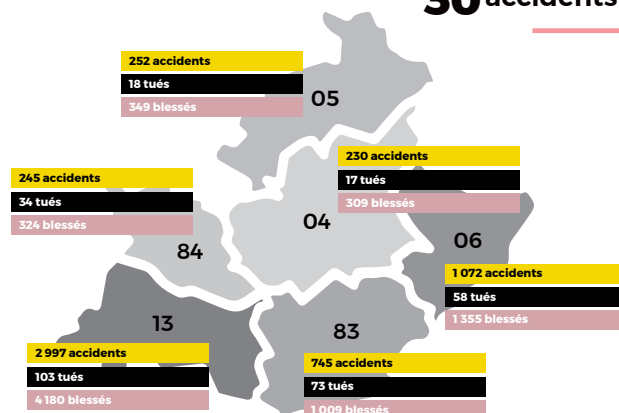 30 accidents
252 accidents
18 tués
349 blessés
05
230 accidents
17 tués
309 blessés
04
245 accidents
34 tués
324 blessés
84
06
1 072 accidents
58 tués
1 355 blessés
13
2 997 accidents
103 tués
4 180 blessés
83
745 accidents
73 tués
1 009 blessés